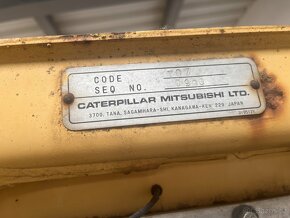 CODE
SEQ NO.
CATERPILLAR MITSUBISHI LTD.
3700, TANA, SAGAMIHARA-SHI, KANAGAWA-KEN 229 JAPAN